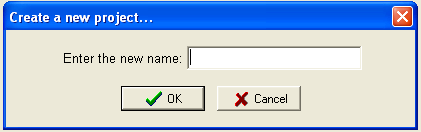 Create a new project...
Enter the new name:
OK Cancel